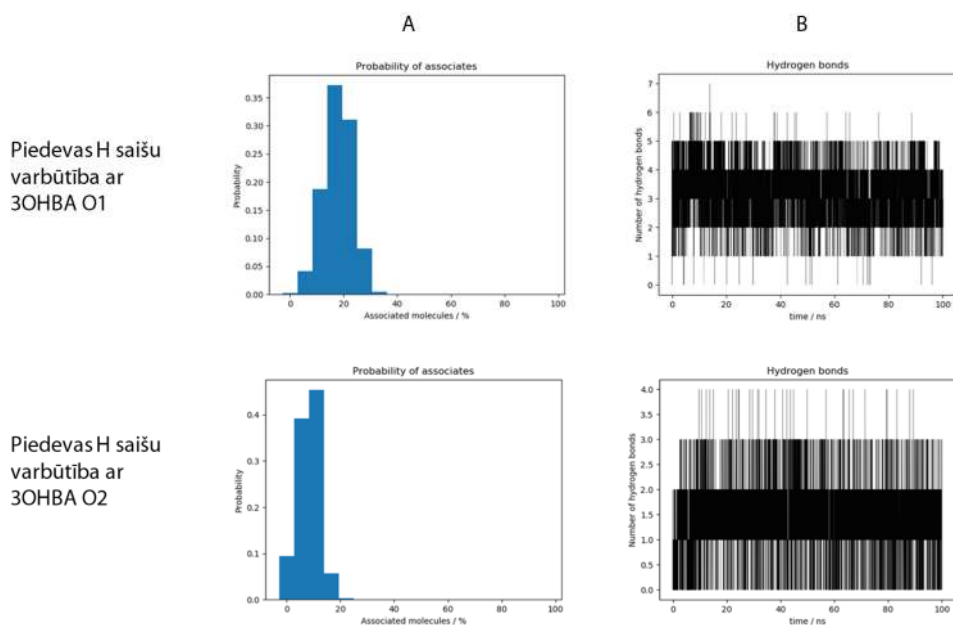 A
B
Piedevas H saišu
varbūtība ar
3OHBA O1
Probability of associates
Probability
0.35
0.30
0.25
0.20
0.15
0.10
0.05
0.00
0 20 40 60 80 100
Associated molecules / %
Hydrogen bonds
Number of hydrogen bonds
7
6
5
4
3
2
1
0
0 20 40 60 80 100
time / ns
Piedevas H saišu
varbūtība ar
3OHBA O2
Probability of associates
Probability
0.4
0.3
0.2
0.1
0.0
0 20 40 60 80 100
Associated molecules / %
Hydrogen bonds
Number of hydrogen bonds
4.0
3.5
3.0
2.5
2.0
1.5
1.0
0.5
0.0
0 20 40 60 80 100
time / ns